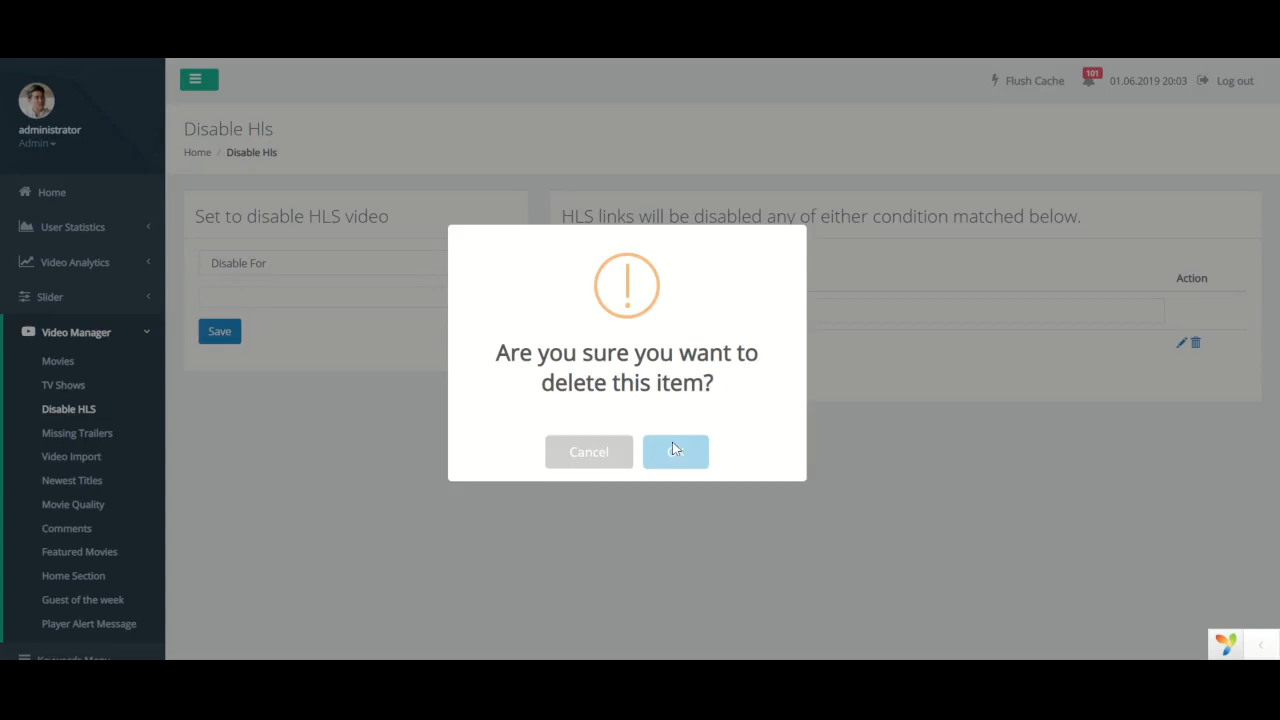 Flush Cache
101
01.06.2019 20:03
Log out
administrator
Admin
Disable Hls
Home / Disable Hls
Home
User Statistics
Video Analytics
Slider
Video Manager
Movies
TV Shows
Disable HLS
Missing Trailers
Video Import
Newest Titles
Movie Quality
Comments
Featured Movies
Home Section
Guest of the week
Player Alert Message
Set to disable HLS video
Disable For
Save
HLS links will be disabled any of either condition matched below.
Action
Are you sure you want to
delete this item?
Cancel